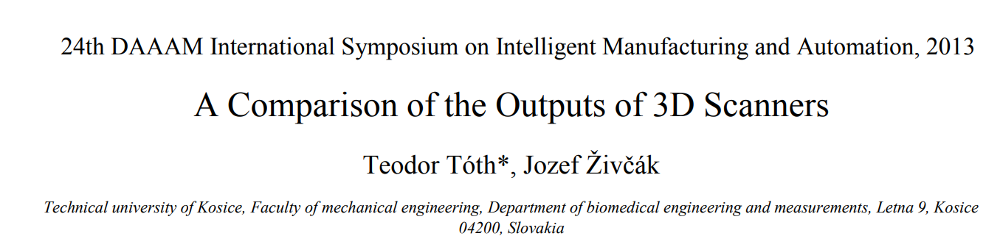 24th DAAAM International Symposium on Intelligent Manufacturing and Automation, 2013
A Comparison of the Outputs of 3D Scanners
Teodor Tóth*, Jozef Živčák
Technical university of Kosice, Faculty of mechanical engineering, Department of biomedical engineering and measurements, Letna 9, Kosice
04200, Slovakia